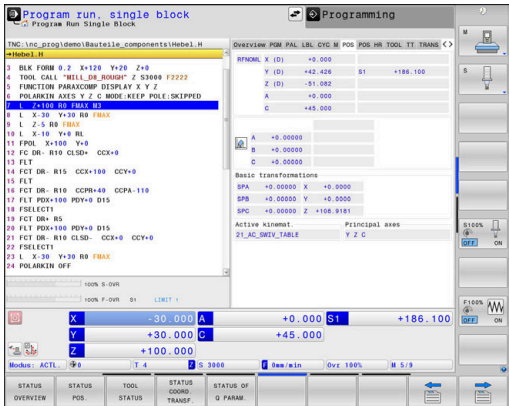 Program run, single block
Program Run Single Block
Programming
TNC:\nc_prog\demo\Bauteile_components\Hebel.H
→Hebel.H
3 BLK FORM 0.2 X+120 Y+20 Z+0
4 TOOL CALL "MILL_D8_ROUGH" Z S3000 F2222
5 FUNCTION PARAXCOMP DISPLAY X Y Z
6 POLARKIN AXES Y Z C MODE:KEEP POLE:SKIPPED
7 L Z+100 R0 FMAX M3
8 L X-30 Y+30 R0 FMAX
9 L Z-5 R0 FMAX
10 L X-10 Y+0 RL
11 FPOL X+100 Y+0
12 FC DR- R10 CLSD+ CCX+0
13 FLT
14 FCT DR- R15 CCX+100 CCY+0
15 FLT
16 FCT DR- R10 CCPR+40 CCPA-110
17 FLT PDX+100 PDY+0 D15
18 FSELECT1
19 FCT DR+ R5
20 FLT PDX+100 PDY+0 D15
21 FCT DR- R10 CLSD- CCX+0 CCY+0
22 FSELECT1
23 L X-30 Y+30 R0 FMAX
24 POLARKIN OFF
100% S-OVR
100% F-OVR S1 LIMIT 1
Overview PGM PAL LBL CYC M POS POS HR TOOL TT TRANS
RFNOML X (D) +0.000
Y (D) +42.426 S1 +186.100
Z (D) -51.082
A +0.000
C +45.000
A +0.00000
B +0.00000
C +0.00000
Basic transformations
SPA +0.00000 X +0.0000
SPB +0.00000 Y +0.0000
SPC +0.00000 Z +108.9181
Active kinemat. Principal axes
21_AC_SWIV_TABLE Y Z C
X -30.000 A +0.000 S1 +186.100
Y +30.000 C +45.000
Z +100.000
Modus: ACTL. 0 T 4 Z S 3000 F 0mm/min Ovr 100% M 5/9
M
S
S100%
OFF ON
F100%
OFF ON
STATUS OVERVIEW
STATUS POS.
TOOL STATUS
STATUS COORD. TRANSF.
STATUS OF Q PARAM.